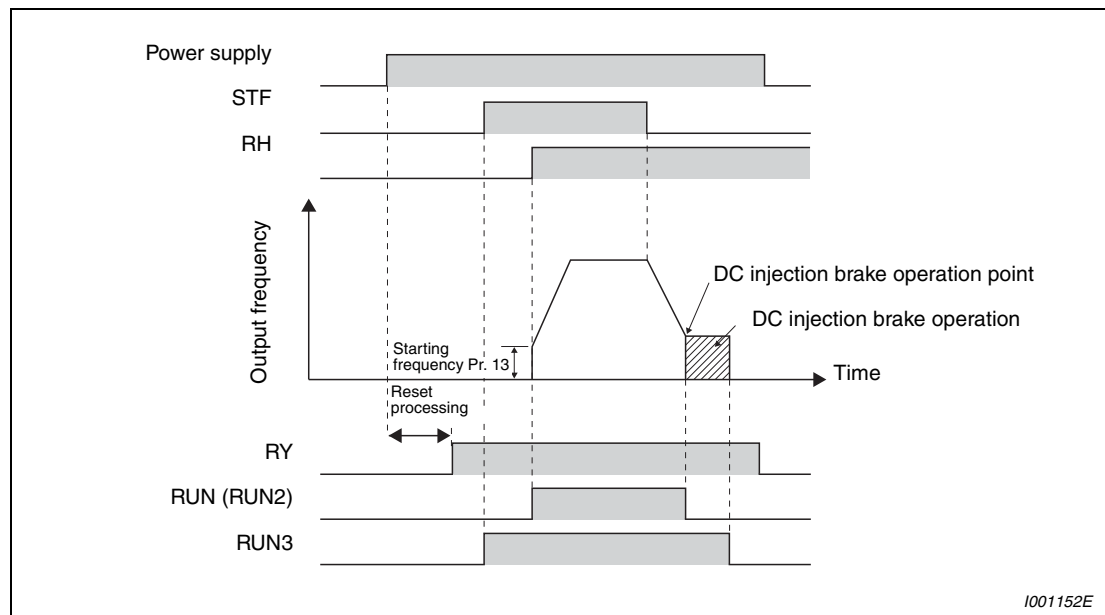 Power supply
STF
RH
Output frequency
DC injection brake operation point
DC injection brake operation
Starting
frequency Pr. 13
Time
Reset
processing
RY
RUN (RUN2)
RUN3
I001152E